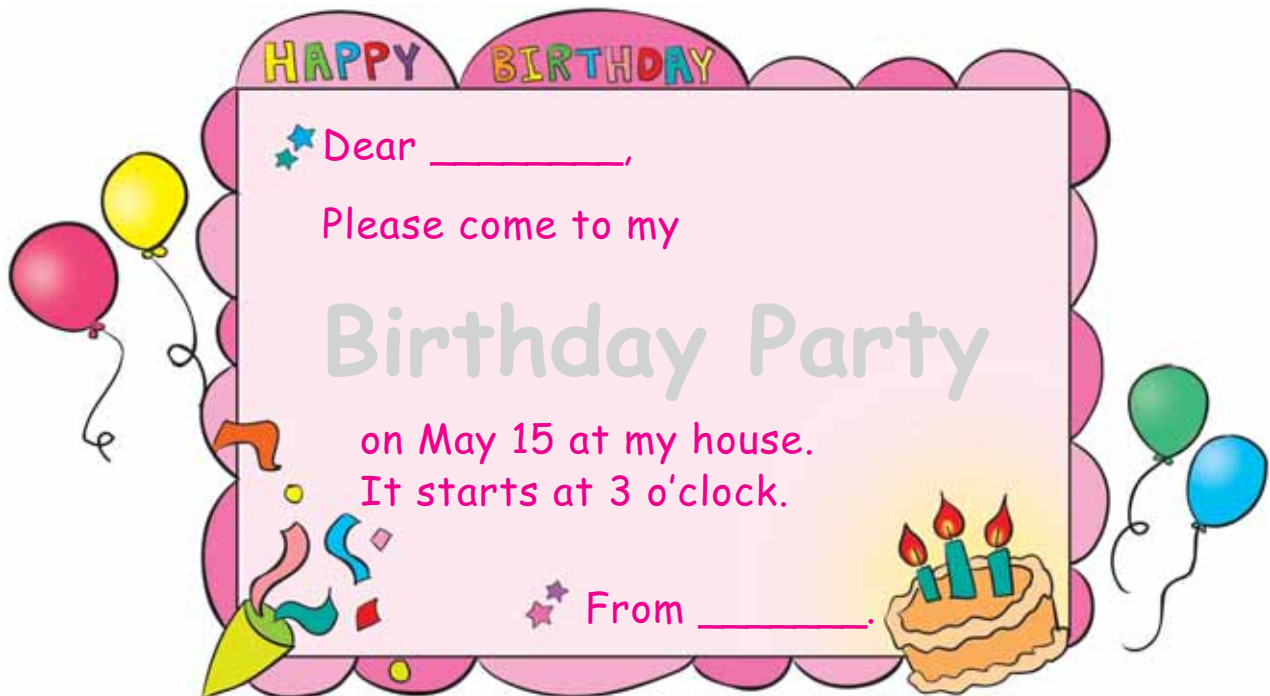 HAPPY BIRTHDAY
Dear ________,
Please come to my
Birthday Party
on May 15 at my house.
It starts at 3 o'clock.
From _______.